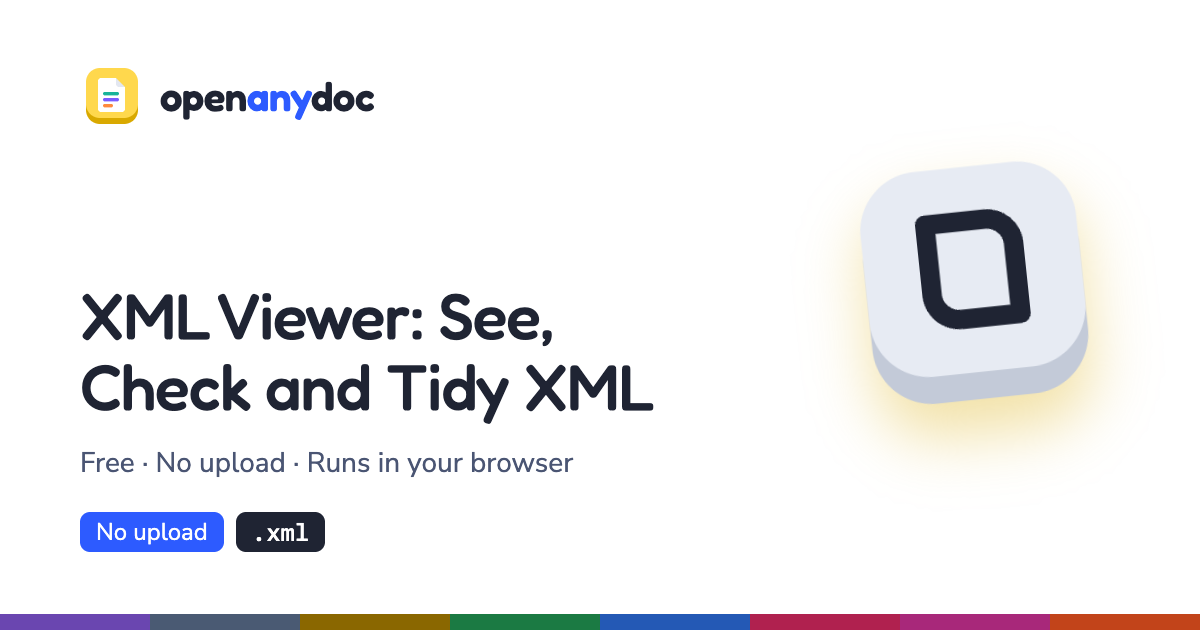 openanydoc
XML Viewer: See,
Check and Tidy XML
Free · No upload · Runs in your browser
No upload
.xml